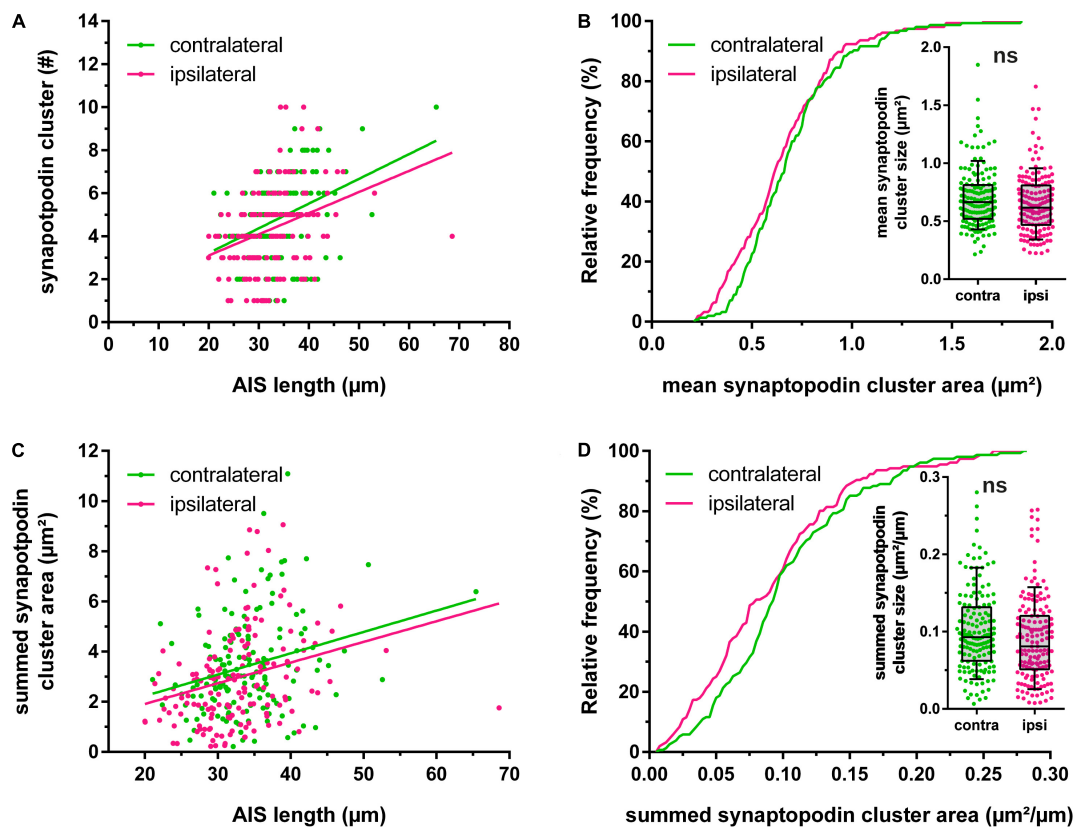 A
synapotpodin cluster (#)
14
12
10
8
6
4
2
0
contralateral
ipsilateral
0 10 20 30 40 50 60 70 80
AIS length (µm)
B
Relative frequency (%)
100
80
60
40
20
0
contralateral
ipsilateral
0.0 0.5 1.0 1.5 2.0
mean synaptopodin cluster area (µm²)
mean synaptopodin
cluster size (µm²)
2.0
1.5
1.0
0.5
0.0
ns
contra ipsi
C
summed synapotpodin
cluster area (µm²)
12
10
8
6
4
2
0
contralateral
ipsilateral
20 30 40 50 60 70
AIS length (µm)
D
Relative frequency (%)
100
80
60
40
20
0
contralateral
ipsilateral
0.00 0.05 0.10 0.15 0.20 0.25 0.30
summed synaptopodin cluster area (µm²/µm)
summed synapotpodin
cluster size (µm²/µm)
0.3
0.2
0.1
0.0
ns
contra ipsi